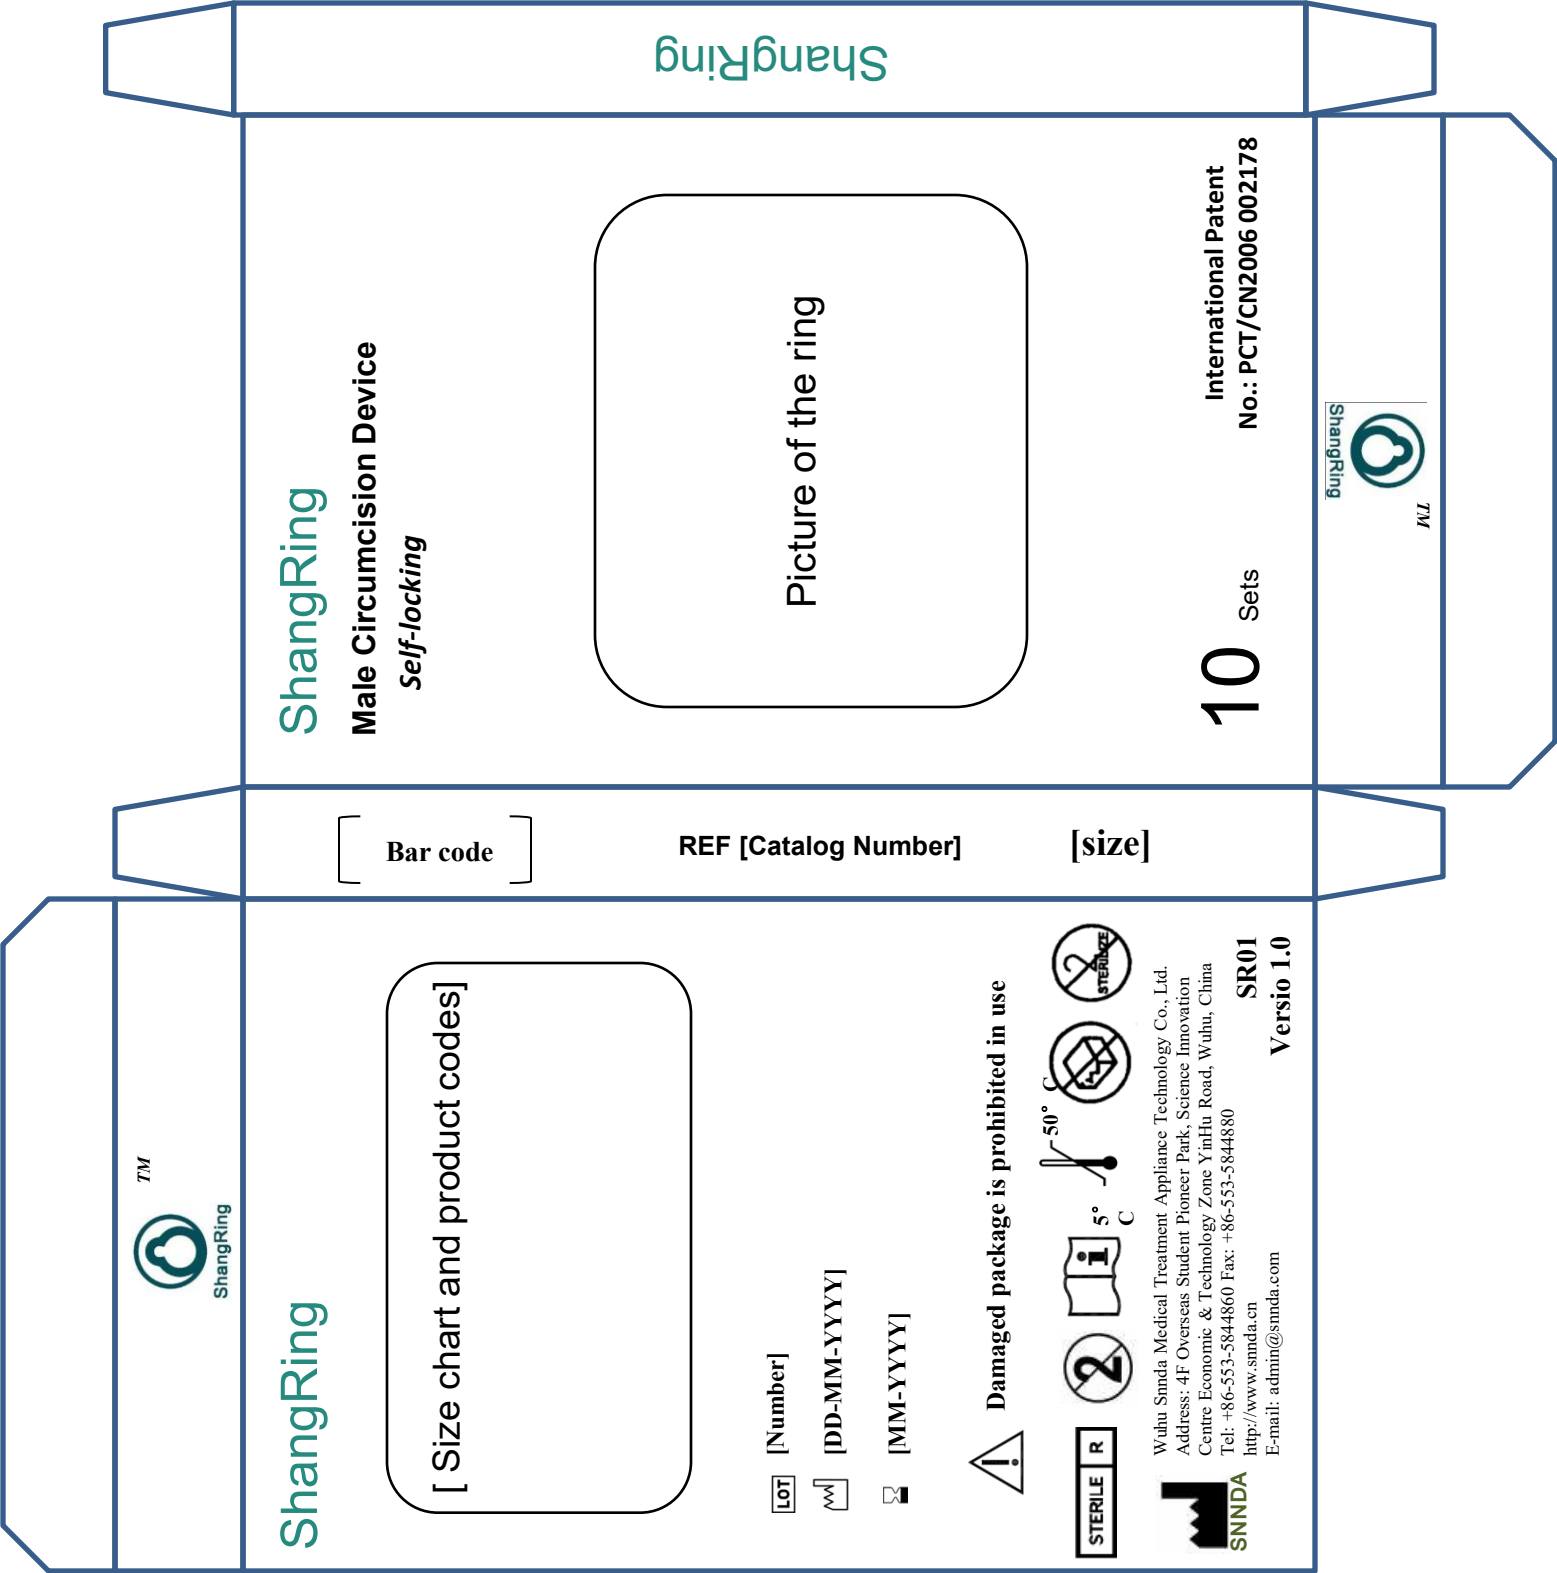 ShangRing
ShangRing
Male Circumcision Device
Self-locking
Picture of the ring
10 Sets
International Patent
No.: PCT/CN2006 002178
ShangRing
TM
Bar code
REF [Catalog Number]
[size]
TM
ShangRing
ShangRing
[ Size chart and product codes]
LOT [Number]
[DD-MM-YYYY]
[MM-YYYY]
Damaged package is prohibited in use
STERILE R
2
i
5°
C
50° C
2
STERILIZE
SNNDA
Wuhu Snnda Medical Treatment Appliance Technology Co., Ltd.
Address: 4F Overseas Student Pioneer Park, Science Innovation
Centre Economic & Technology Zone YinHu Road, Wuhu, China
Tel: +86-553-5844860 Fax: +86-553-5844880
http://www.snnda.cn
E-mail: admin@snnda.com
SR01
Versio 1.0